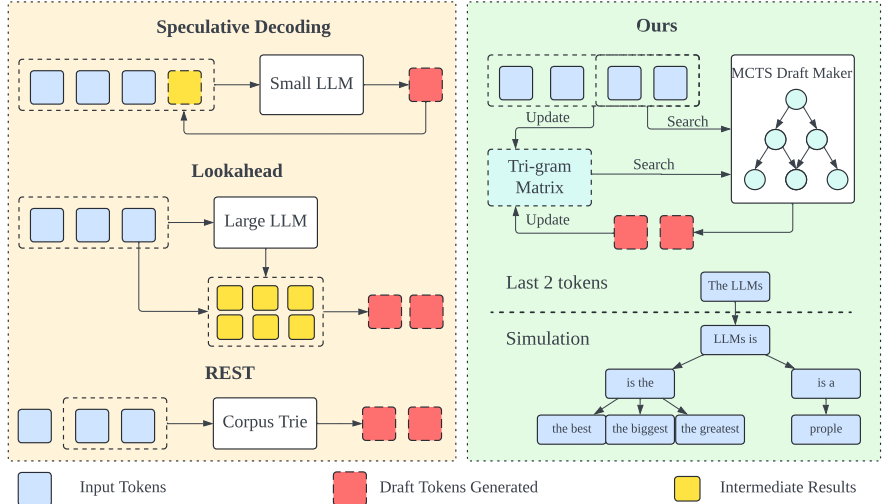 Speculative Decoding
Small LLM
Lookahead
Large LLM
REST
Corpus Trie
Ours
MCTS Draft Maker
Update
Search
Tri-gram
Matrix
Search
Update
Last 2 tokens
The LLMs
Simulation
LLMs is
is the
is a
the best
the biggest
the greatest
prople
Input Tokens
Draft Tokens Generated
Intermediate Results